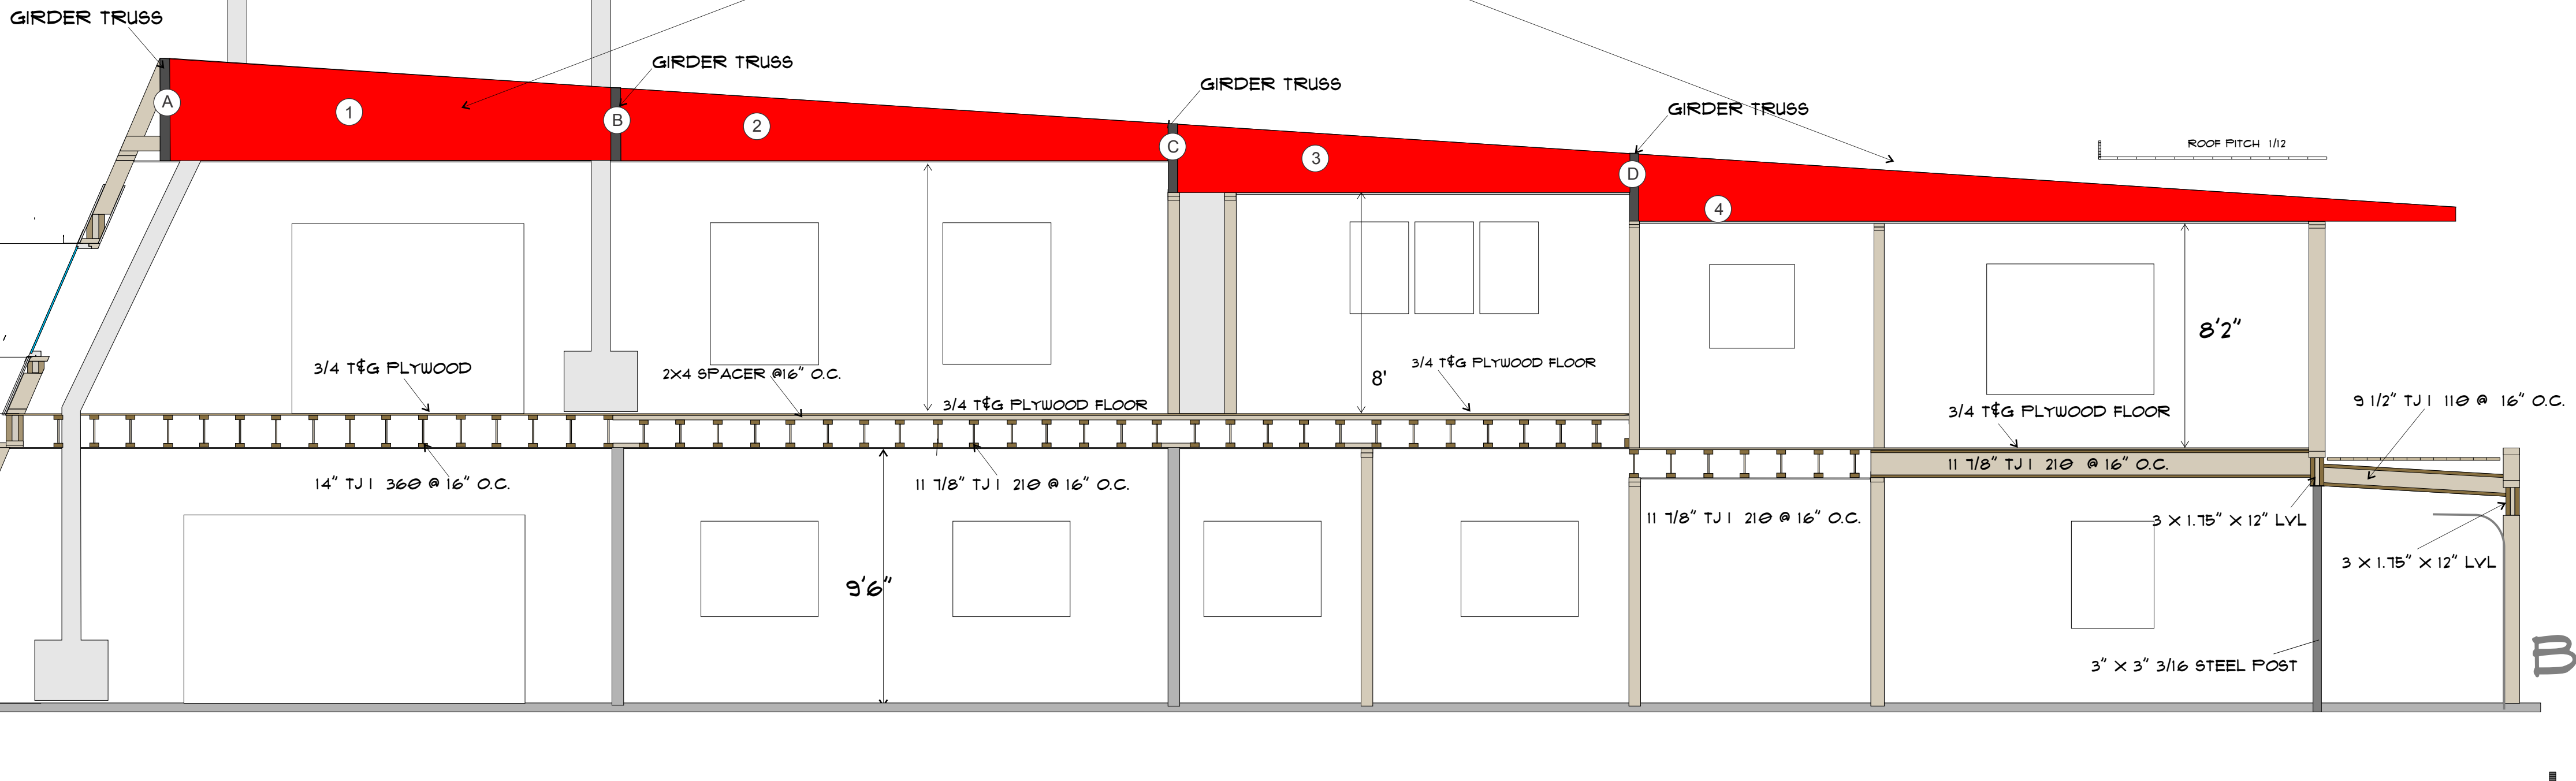 GIRDER TRUSS
GIRDER TRUSS
GIRDER TRUSS
GIRDER TRUSS
A
1
B
2
C
3
D
4
ROOF PITCH 1/12
8'2"
3/4 T&G PLYWOOD
2X4 SPACER @16" O.C.
3/4 T&G PLYWOOD FLOOR
8'
3/4 T&G PLYWOOD FLOOR
3/4 T&G PLYWOOD FLOOR
9 1/2" TJI 110 @ 16" O.C.
14" TJI 360 @ 16" O.C.
11 7/8" TJI 210 @ 16" O.C.
11 7/8" TJI 210 @ 16" O.C.
11 7/8" TJI 210 @ 16" O.C.
3 X 1.75" X 12" LVL
3 X 1.75" X 12" LVL
9'6"
3" X 3" 3/16 STEEL POST
B